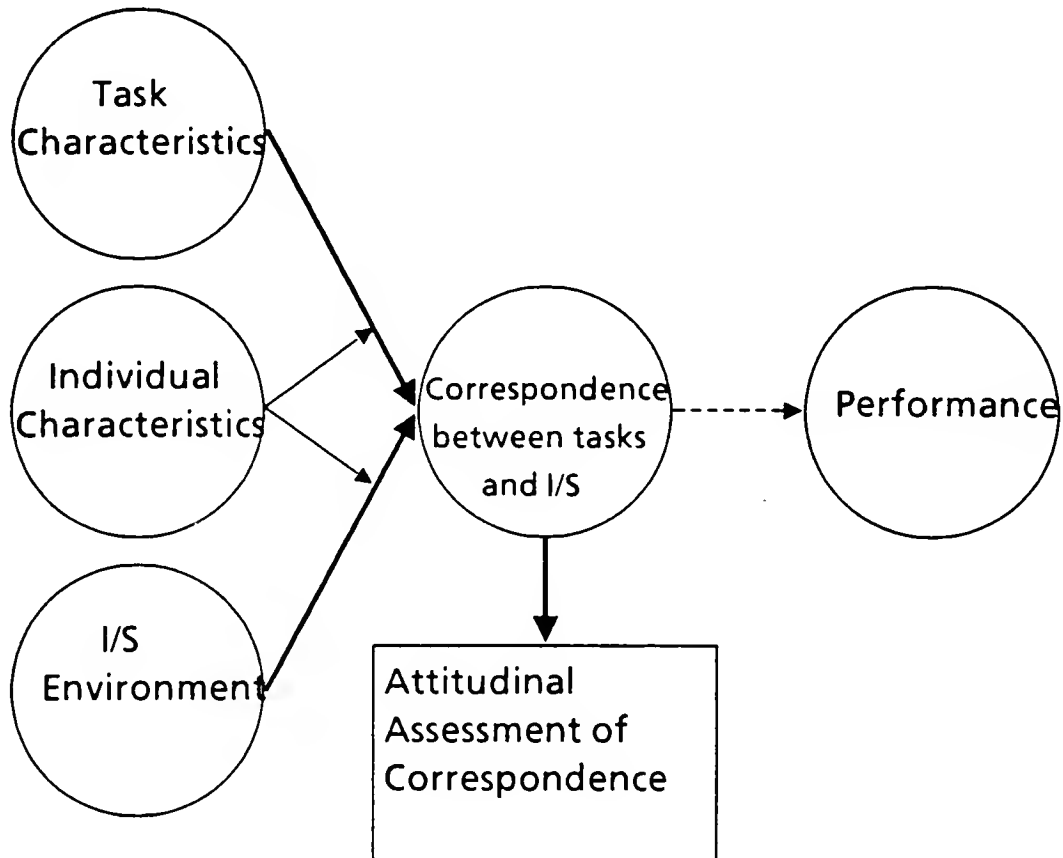 Task
Characteristics
Individual
Characteristics
I/S
Environment
Correspondence
between tasks
and I/S
Performance
Attitudinal
Assessment of
Correspondence